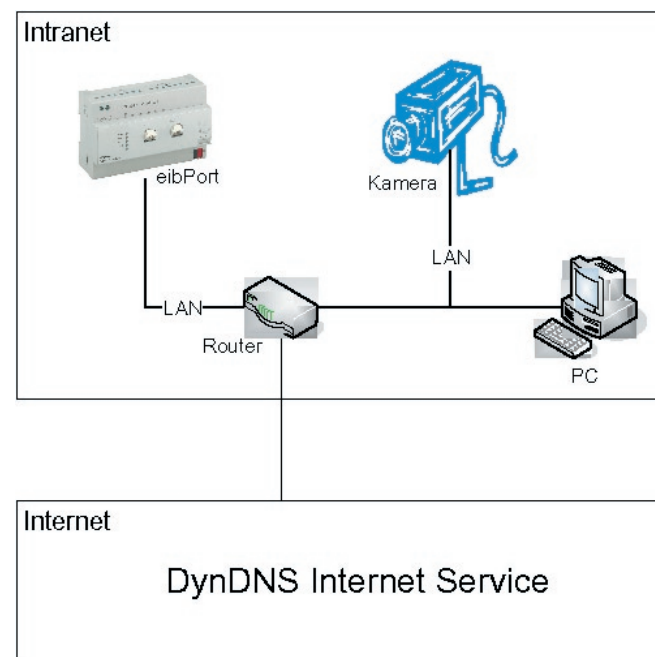 Intranet
eibPort
Kamera
LAN
LAN
Router
PC
Internet
DynDNS Internet Service